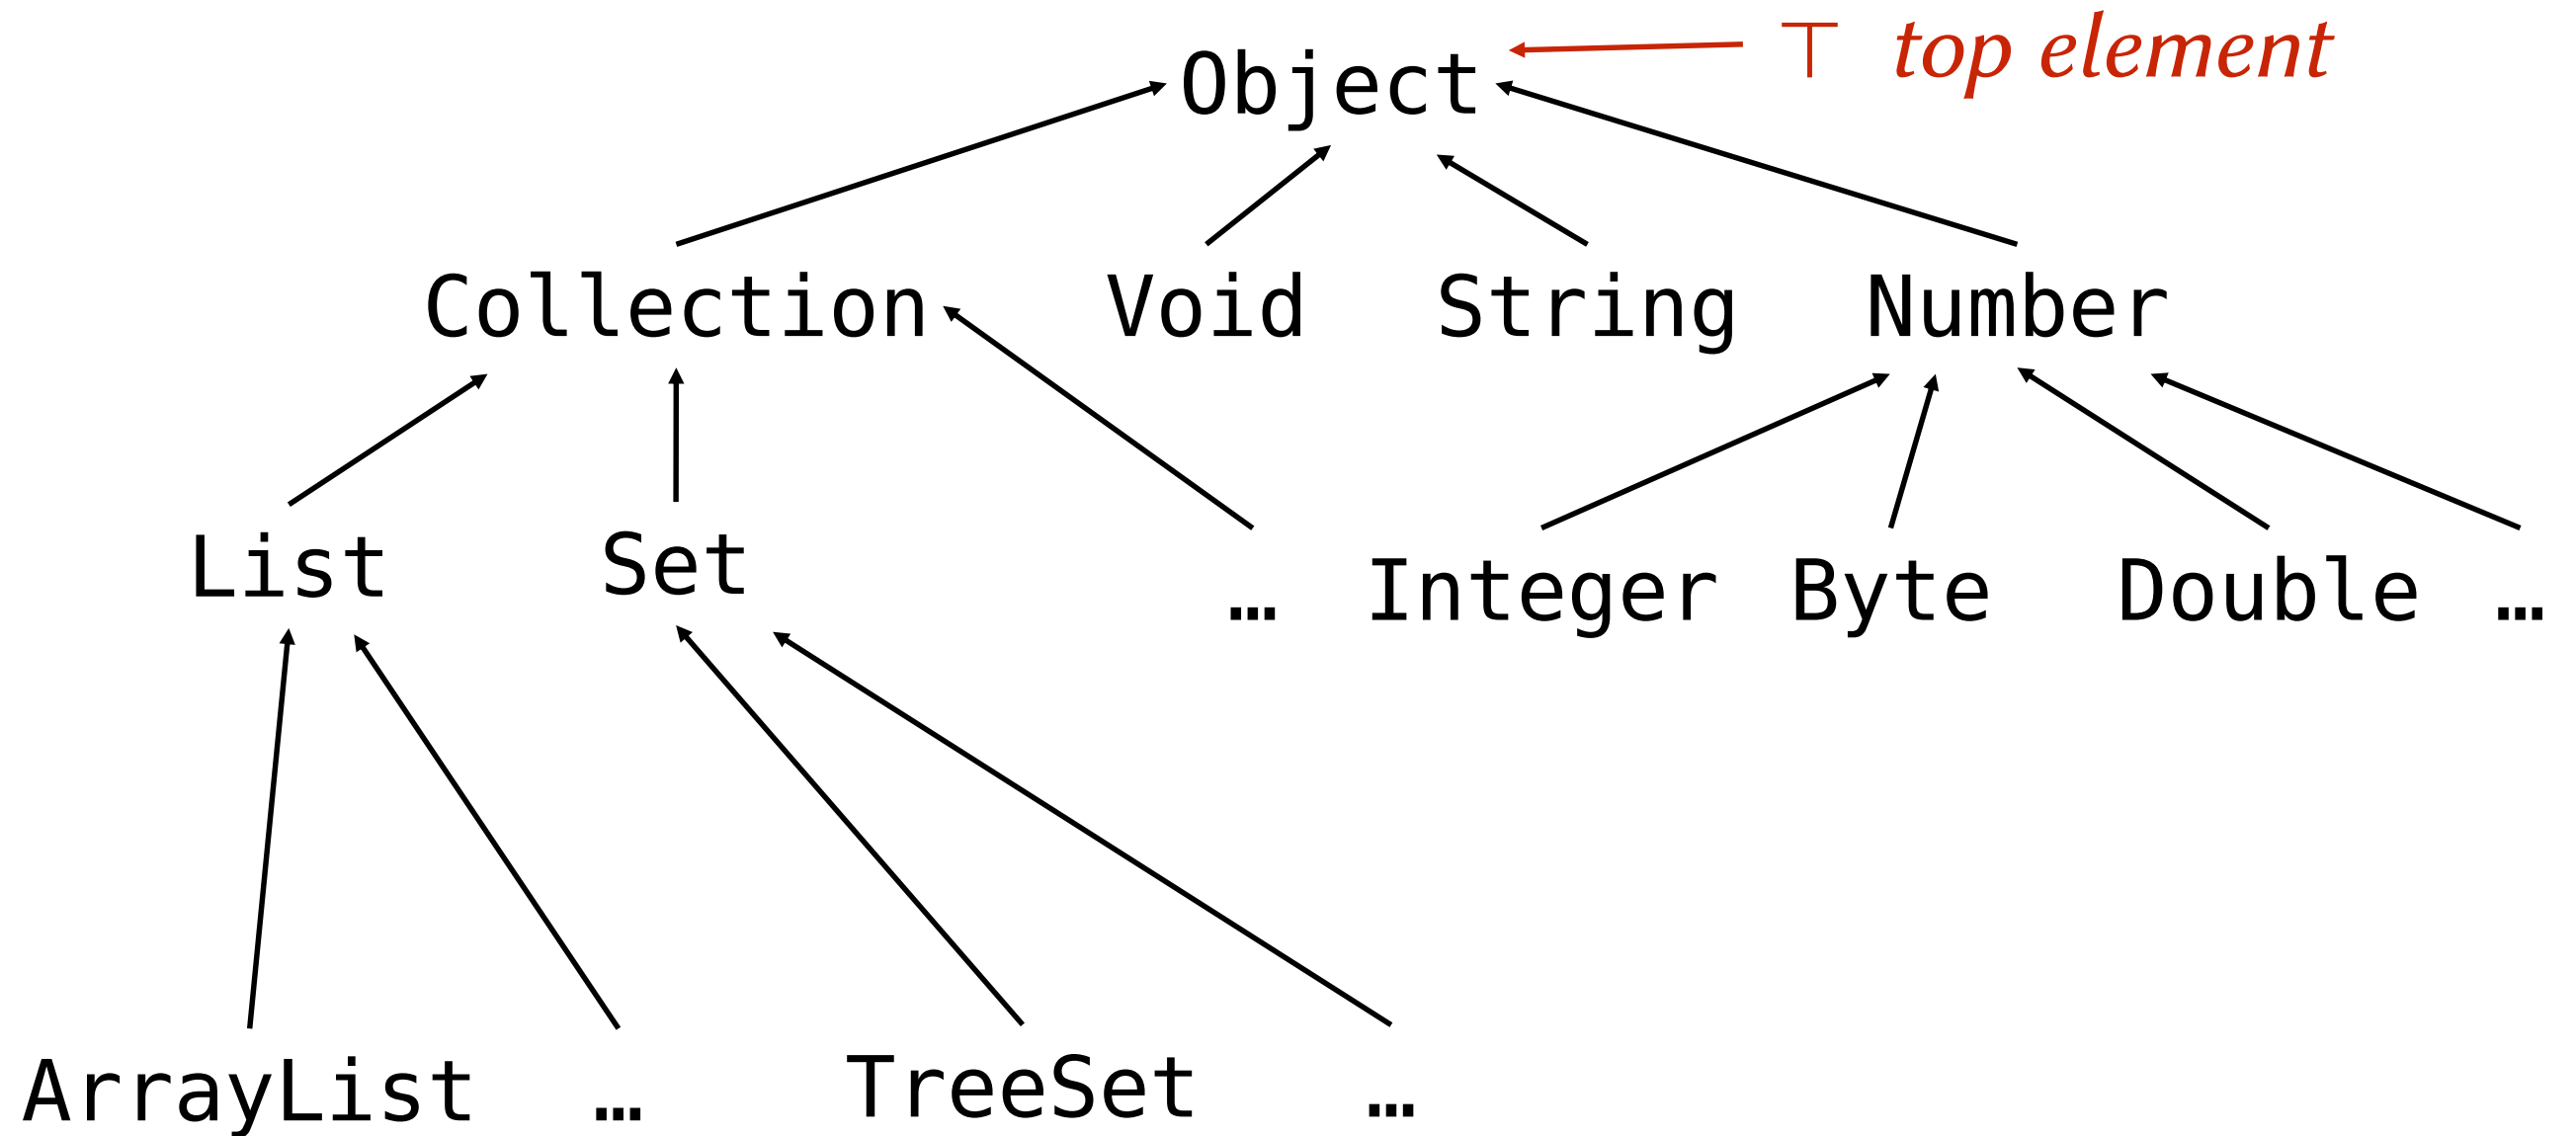 Object ⊤ top element
Collection Void String Number
List Set … Integer Byte Double …
ArrayList … TreeSet …